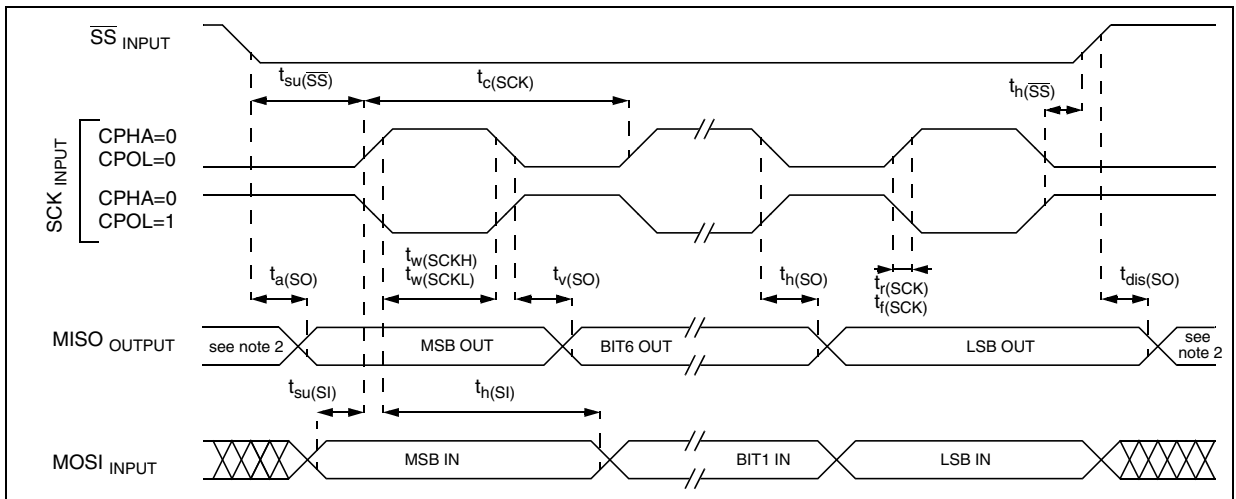 SS INPUT
tsu(SS)
tc(SCK)
th(SS)
SCK INPUT
CPHA=0
CPOL=0
CPHA=0
CPOL=1
ta(SO)
tw(SCKH)
tw(SCKL)
tv(SO)
th(SO)
tr(SCK)
tf(SCK)
tdis(SO)
MISO OUTPUT
see note 2
MSB OUT
BIT6 OUT
LSB OUT
see
note 2
tsu(SI)
th(SI)
MOSI INPUT
MSB IN
BIT1 IN
LSB IN